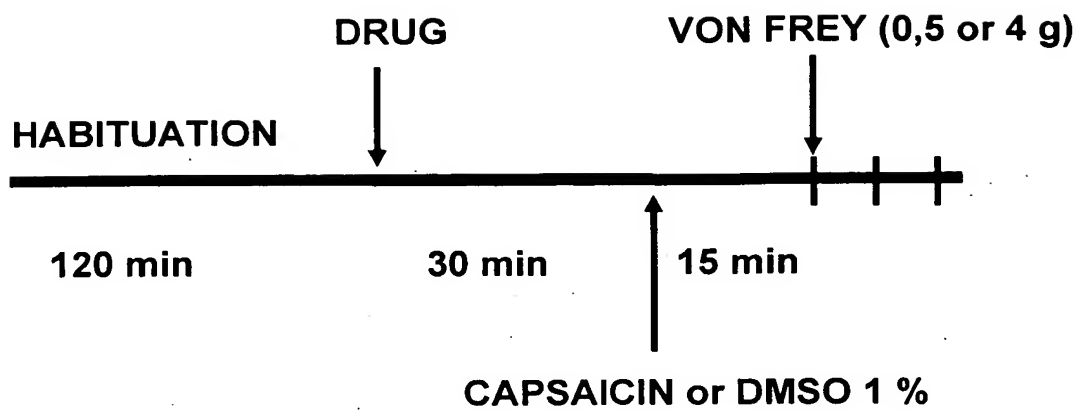 DRUG
VON FREY (0,5 or 4 g)
HABITUATION
120 min
30 min
15 min
CAPSAICIN or DMSO 1 %